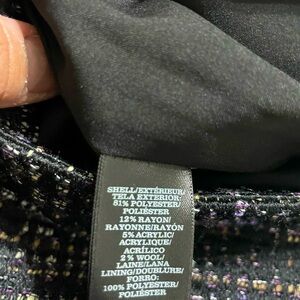 SHELL/EXTÉRIEUR/
TELA EXTERIOR:
81% POLYESTER/
POLIÉSTER
12% RAYON/
RAYONNE/RAYÓN
5% ACRYLIC/
ACRYLIQUE/
ACRÍLICO
2% WOOL/
LAINE/LANA
LINING/DOUBLURE/
FORRO:
100% POLYESTER/
POLIÉSTER